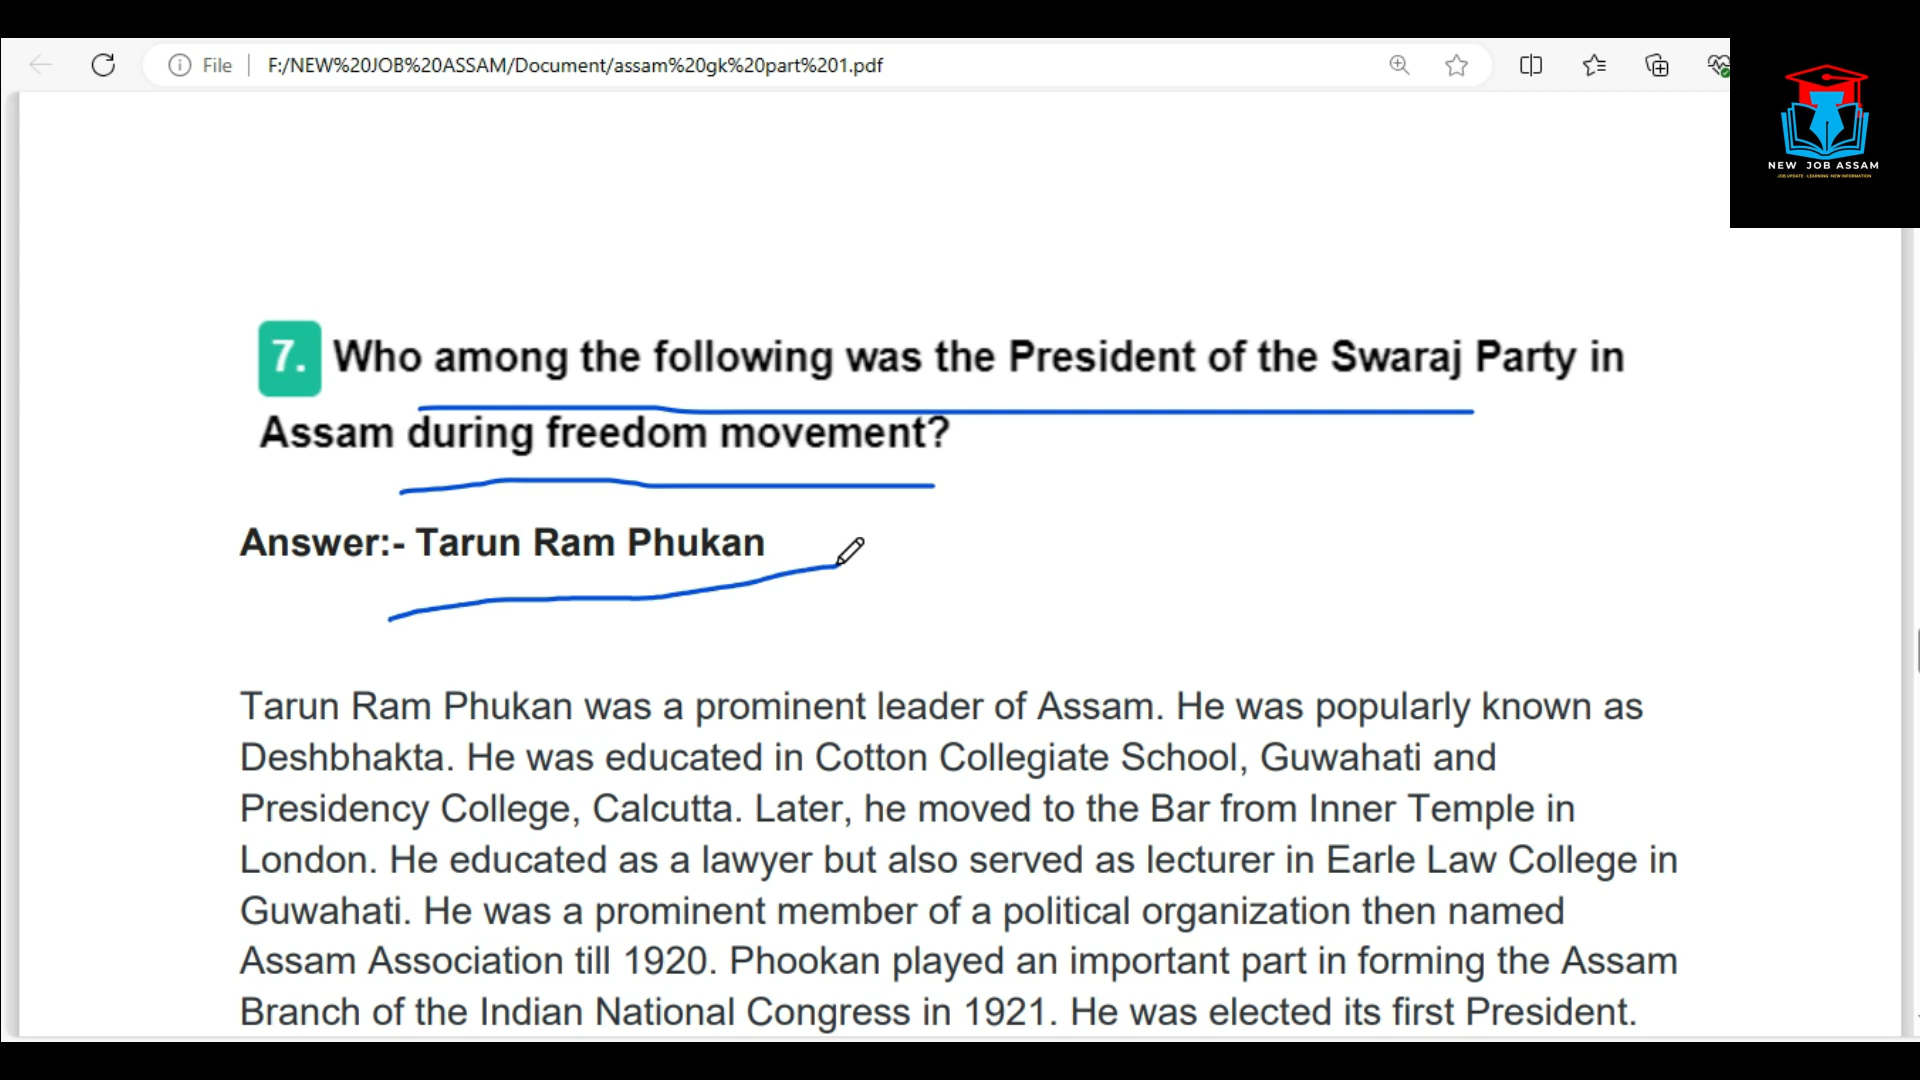 File
F:/NEW%20JOB%20ASSAM/Document/assam%20gk%20part%201.pdf
NEW JOB ASSAM
JOB UPDATE -LEARNING -NEW INFORMATION
7. Who among the following was the President of the Swaraj Party in
Assam during freedom movement?
Answer:- Tarun Ram Phukan
Tarun Ram Phukan was a prominent leader of Assam. He was popularly known as
Deshbhakta. He was educated in Cotton Collegiate School, Guwahati and
Presidency College, Calcutta. Later, he moved to the Bar from Inner Temple in
London. He educated as a lawyer but also served as lecturer in Earle Law College in
Guwahati. He was a prominent member of a political organization then named
Assam Association till 1920. Phookan played an important part in forming the Assam
Branch of the Indian National Congress in 1921. He was elected its first President.